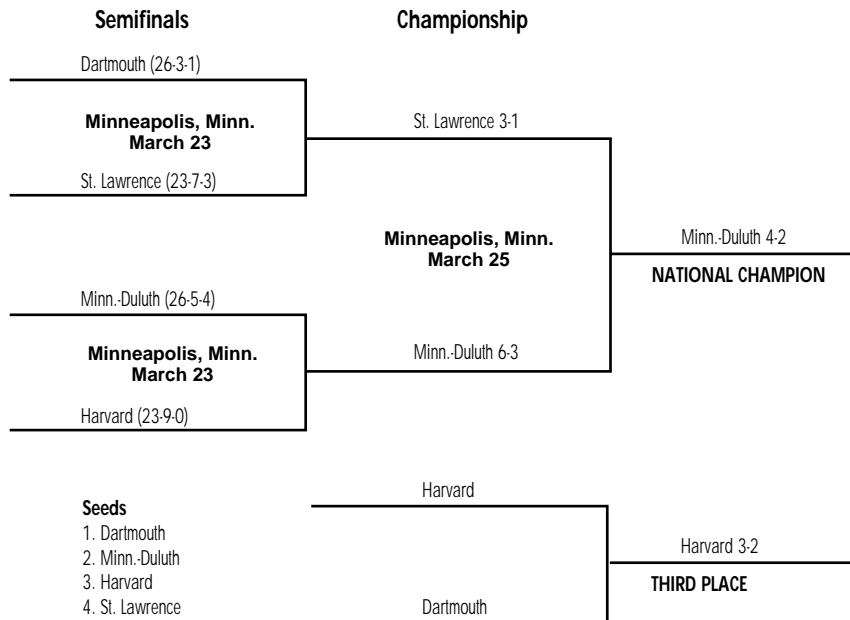 Semifinals
Championship
Dartmouth (26-3-1)
Minneapolis, Minn.
March 23
St. Lawrence (23-7-3)
St. Lawrence 3-1
Minneapolis, Minn.
March 25
Minn.-Duluth 4-2
NATIONAL CHAMPION
Minn.-Duluth (26-5-4)
Minneapolis, Minn.
March 23
Harvard (23-9-0)
Minn.-Duluth 6-3
Seeds
1. Dartmouth
2. Minn.-Duluth
3. Harvard
4. St. Lawrence
Harvard
Dartmouth
Harvard 3-2
THIRD PLACE